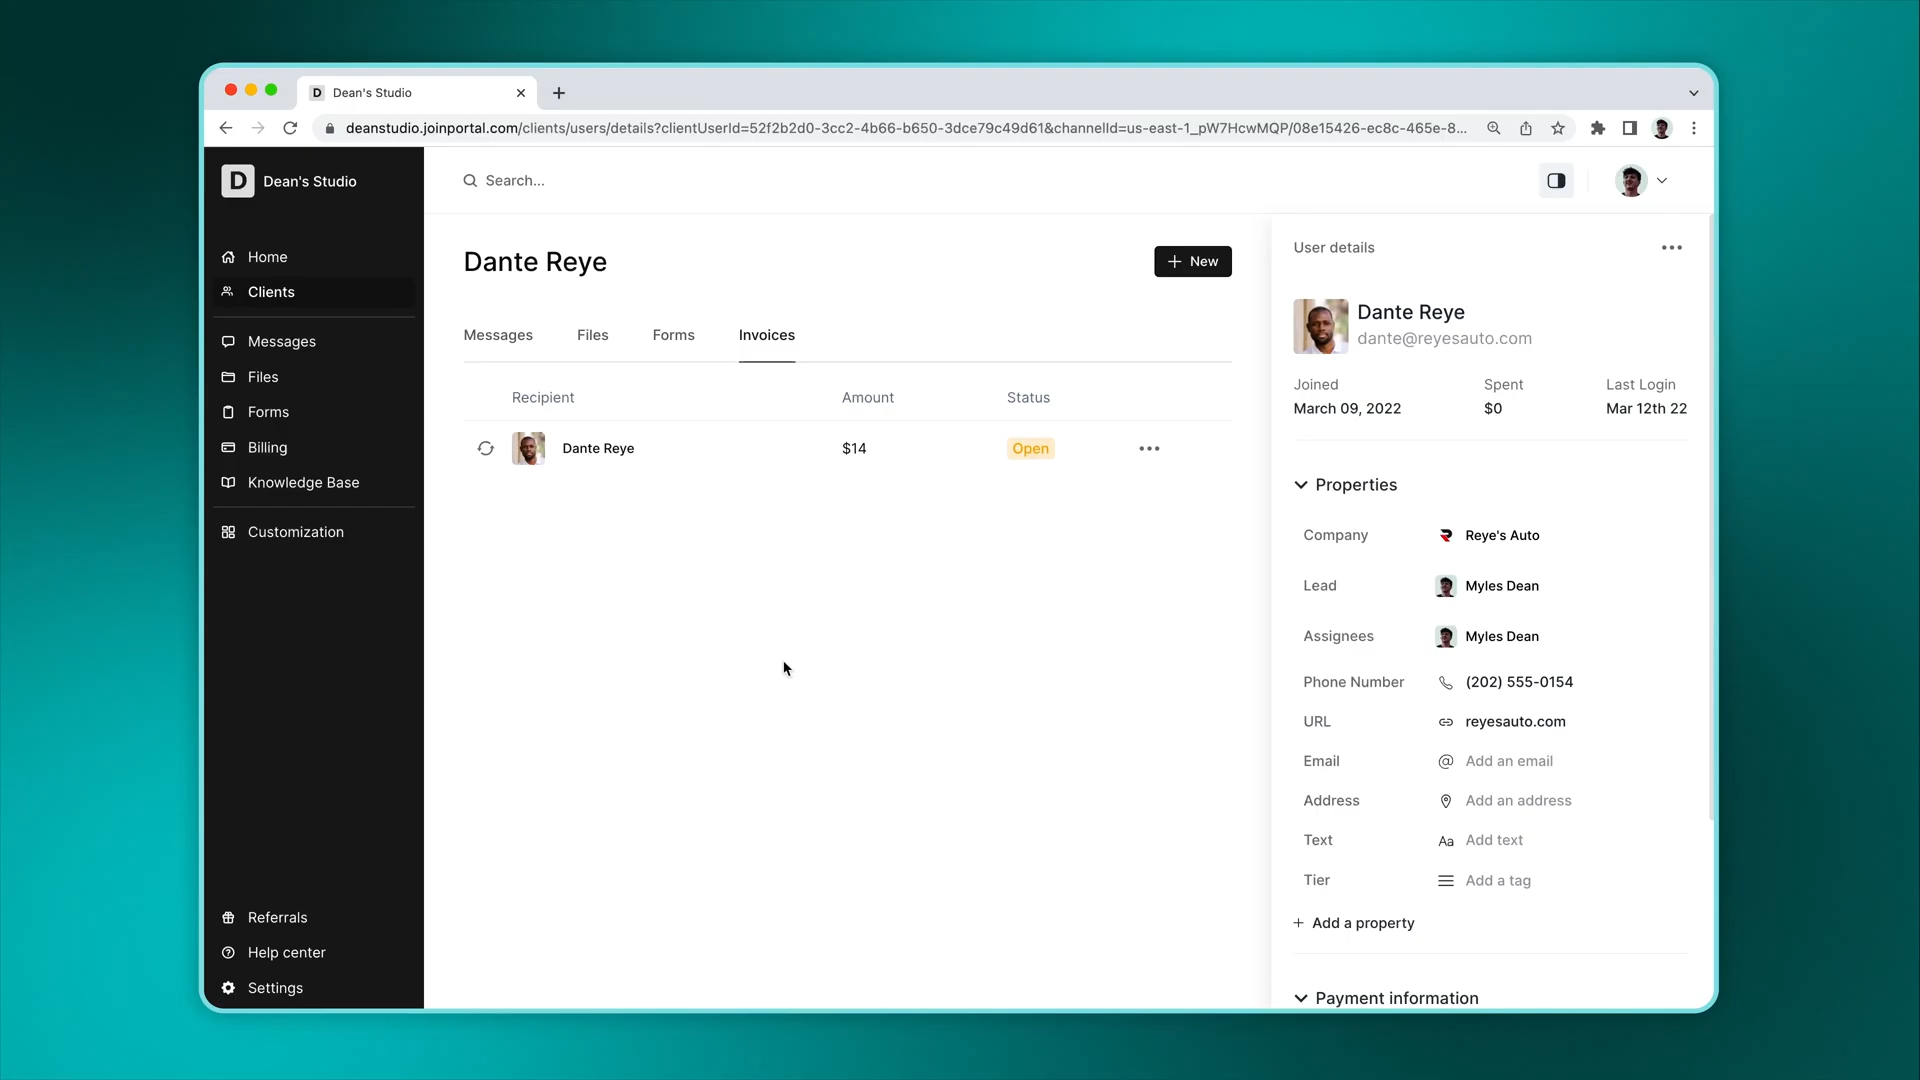 D Dean's Studio
deanstudio.joinportal.com/clients/users/details?clientUserId=52f2b2d0-3cc2-4b66-b650-3dce79c49d61&channelId=us-east-1_pW7HcwMQP/08e15426-ec8c-465e-8...
D Dean's Studio
Search...
Home
Clients
Messages
Files
Forms
Billing
Knowledge Base
Customization
Referrals
Help center
Settings
Dante Reye
+ New
Messages Files Forms Invoices
Recipient Amount Status
Dante Reye $14 Open
User details
Dante Reye
dante@reyesauto.com
Joined Spent Last Login
March 09, 2022 $0 Mar 12th 22
Properties
Company Reye's Auto
Lead Myles Dean
Assignees Myles Dean
Phone Number (202) 555-0154
URL reyesauto.com
Email @ Add an email
Address Add an address
Text Aa Add text
Tier Add a tag
+ Add a property
Payment information